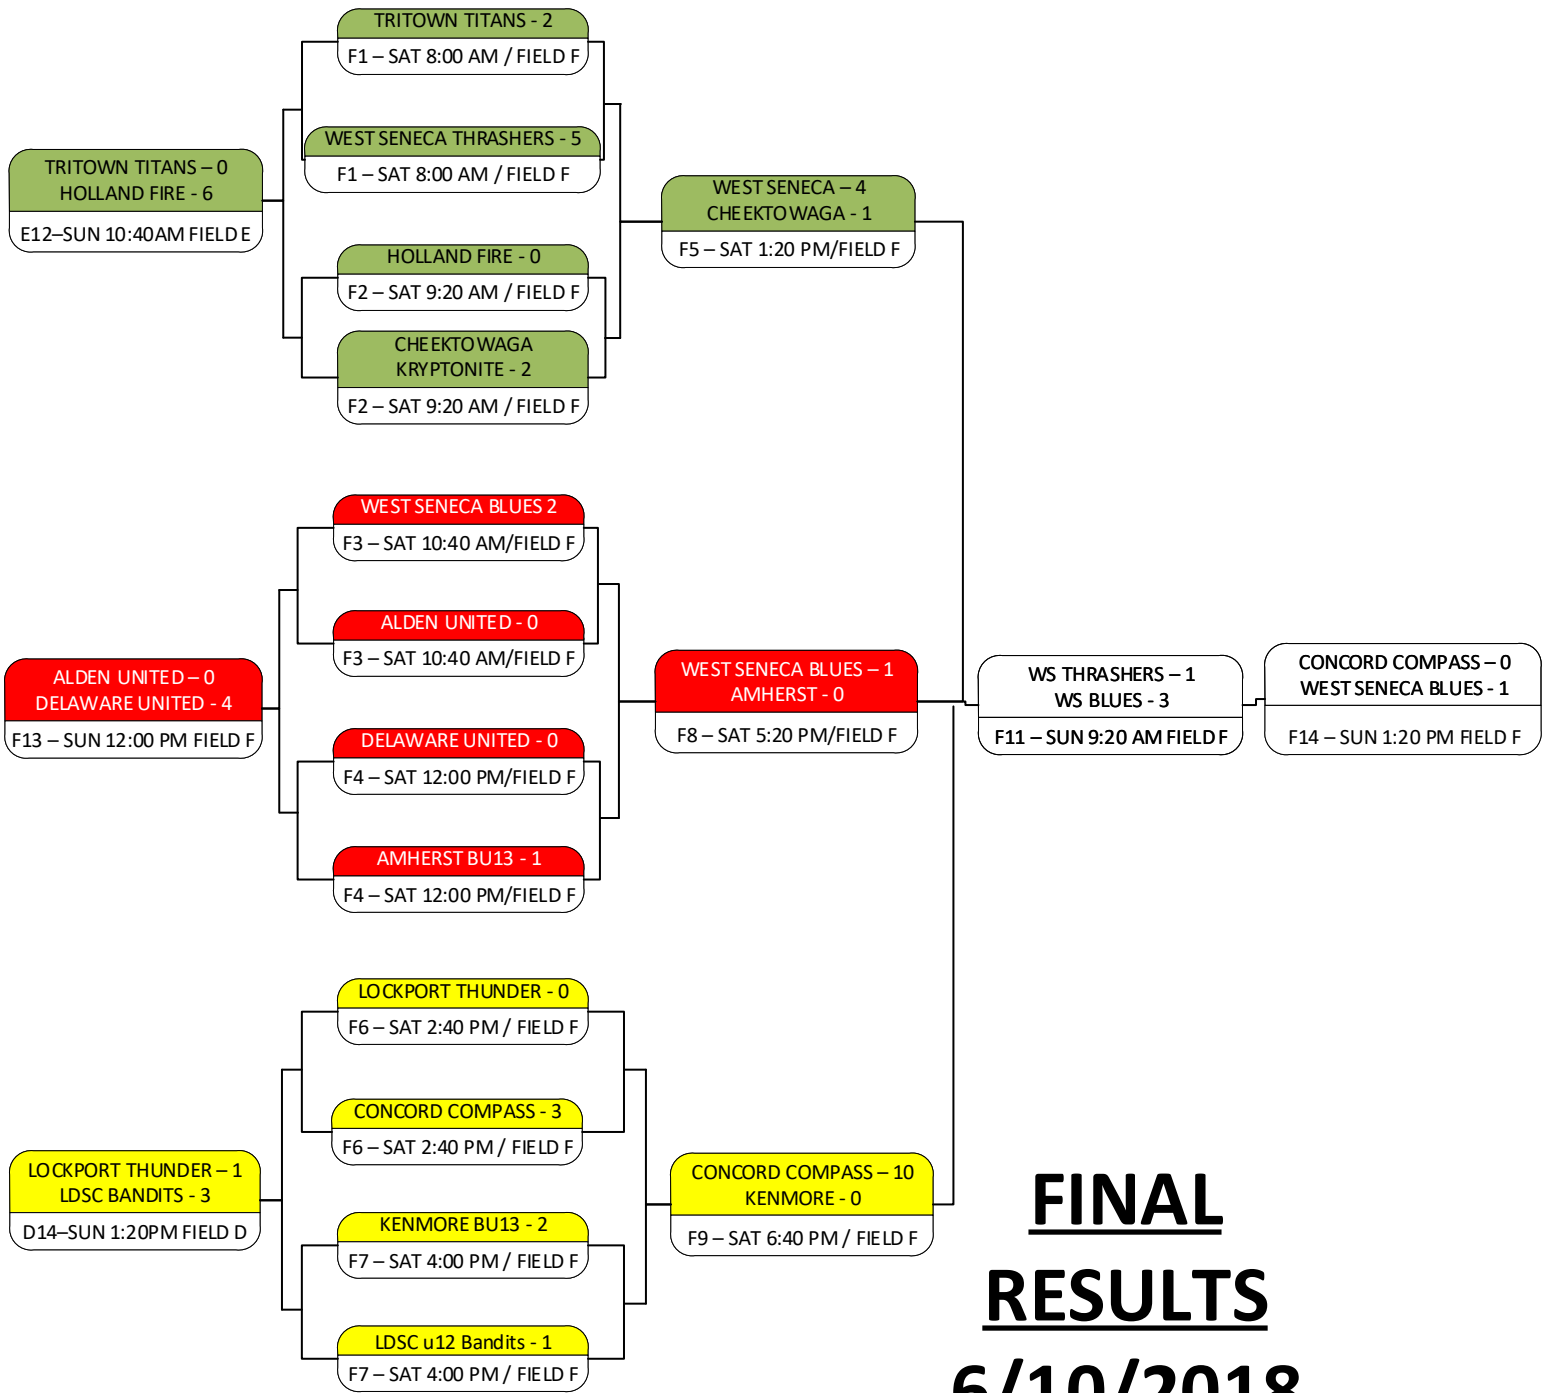 TRITOWN TITANS - 2
F1 – SAT 8:00 AM / FIELD F
WEST SENECA THRASHERS - 5
F1 – SAT 8:00 AM / FIELD F
TRITOWN TITANS – 0
HOLLAND FIRE - 6
E12–SUN 10:40AM FIELD E
WEST SENECA – 4
CHEEKTOWAGA - 1
F5 – SAT 1:20 PM/FIELD F
HOLLAND FIRE - 0
F2 – SAT 9:20 AM / FIELD F
CHEEKTOWAGA
KRYPTONITE - 2
F2 – SAT 9:20 AM / FIELD F
WEST SENECA BLUES 2
F3 – SAT 10:40 AM/FIELD F
ALDEN UNITED - 0
F3 – SAT 10:40 AM/FIELD F
ALDEN UNITED – 0
DELAWARE UNITED - 4
F13 – SUN 12:00 PM FIELD F
WEST SENECA BLUES – 1
AMHERST - 0
F8 – SAT 5:20 PM/FIELD F
WS THRASHERS – 1
WS BLUES - 3
F11 – SUN 9:20 AM FIELD F
CONCORD COMPASS – 0
WEST SENECA BLUES - 1
F14 – SUN 1:20 PM FIELD F
DELAWARE UNITED - 0
F4 – SAT 12:00 PM/FIELD F
AMHERST BU13 - 1
F4 – SAT 12:00 PM/FIELD F
LOCKPORT THUNDER - 0
F6 – SAT 2:40 PM / FIELD F
CONCORD COMPASS - 3
F6 – SAT 2:40 PM / FIELD F
LOCKPORT THUNDER – 1
LDSC BANDITS - 3
D14–SUN 1:20PM FIELD D
CONCORD COMPASS – 10
KENMORE - 0
F9 – SAT 6:40 PM / FIELD F
KENMORE BU13 - 2
F7 – SAT 4:00 PM / FIELD F
LDSC u12 Bandits - 1
F7 – SAT 4:00 PM / FIELD F
FINAL
RESULTS
6/10/2018